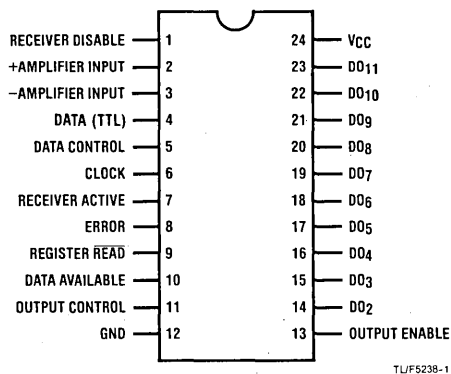 RECEIVER DISABLE 1 24 VCC
+AMPLIFIER INPUT 2 23 DO11
−AMPLIFIER INPUT 3 22 DO10
DATA (TTL) 4 21 DO9
DATA CONTROL 5 20 DO8
CLOCK 6 19 DO7
RECEIVER ACTIVE 7 18 DO6
ERROR 8 17 DO5
REGISTER READ 9 16 DO4
DATA AVAILABLE 10 15 DO3
OUTPUT CONTROL 11 14 DO2
GND 12 13 OUTPUT ENABLE
TL/F5238-1